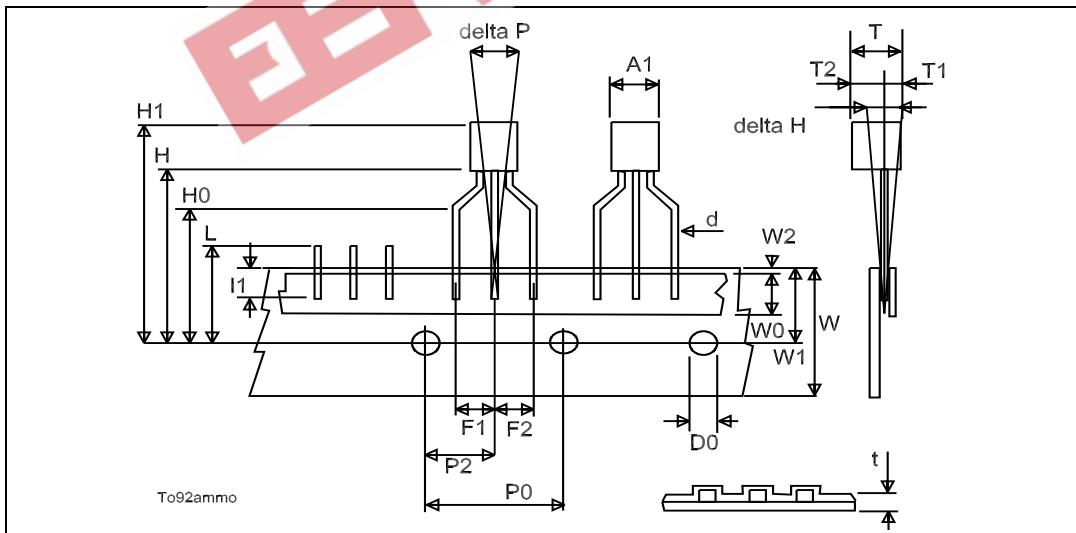 delta P
T
A1
T2
T1
H1
delta H
H
H0
d
L
W2
I1
W0
W
W1
F1
F2
D0
P2
t
P0
To92ammo